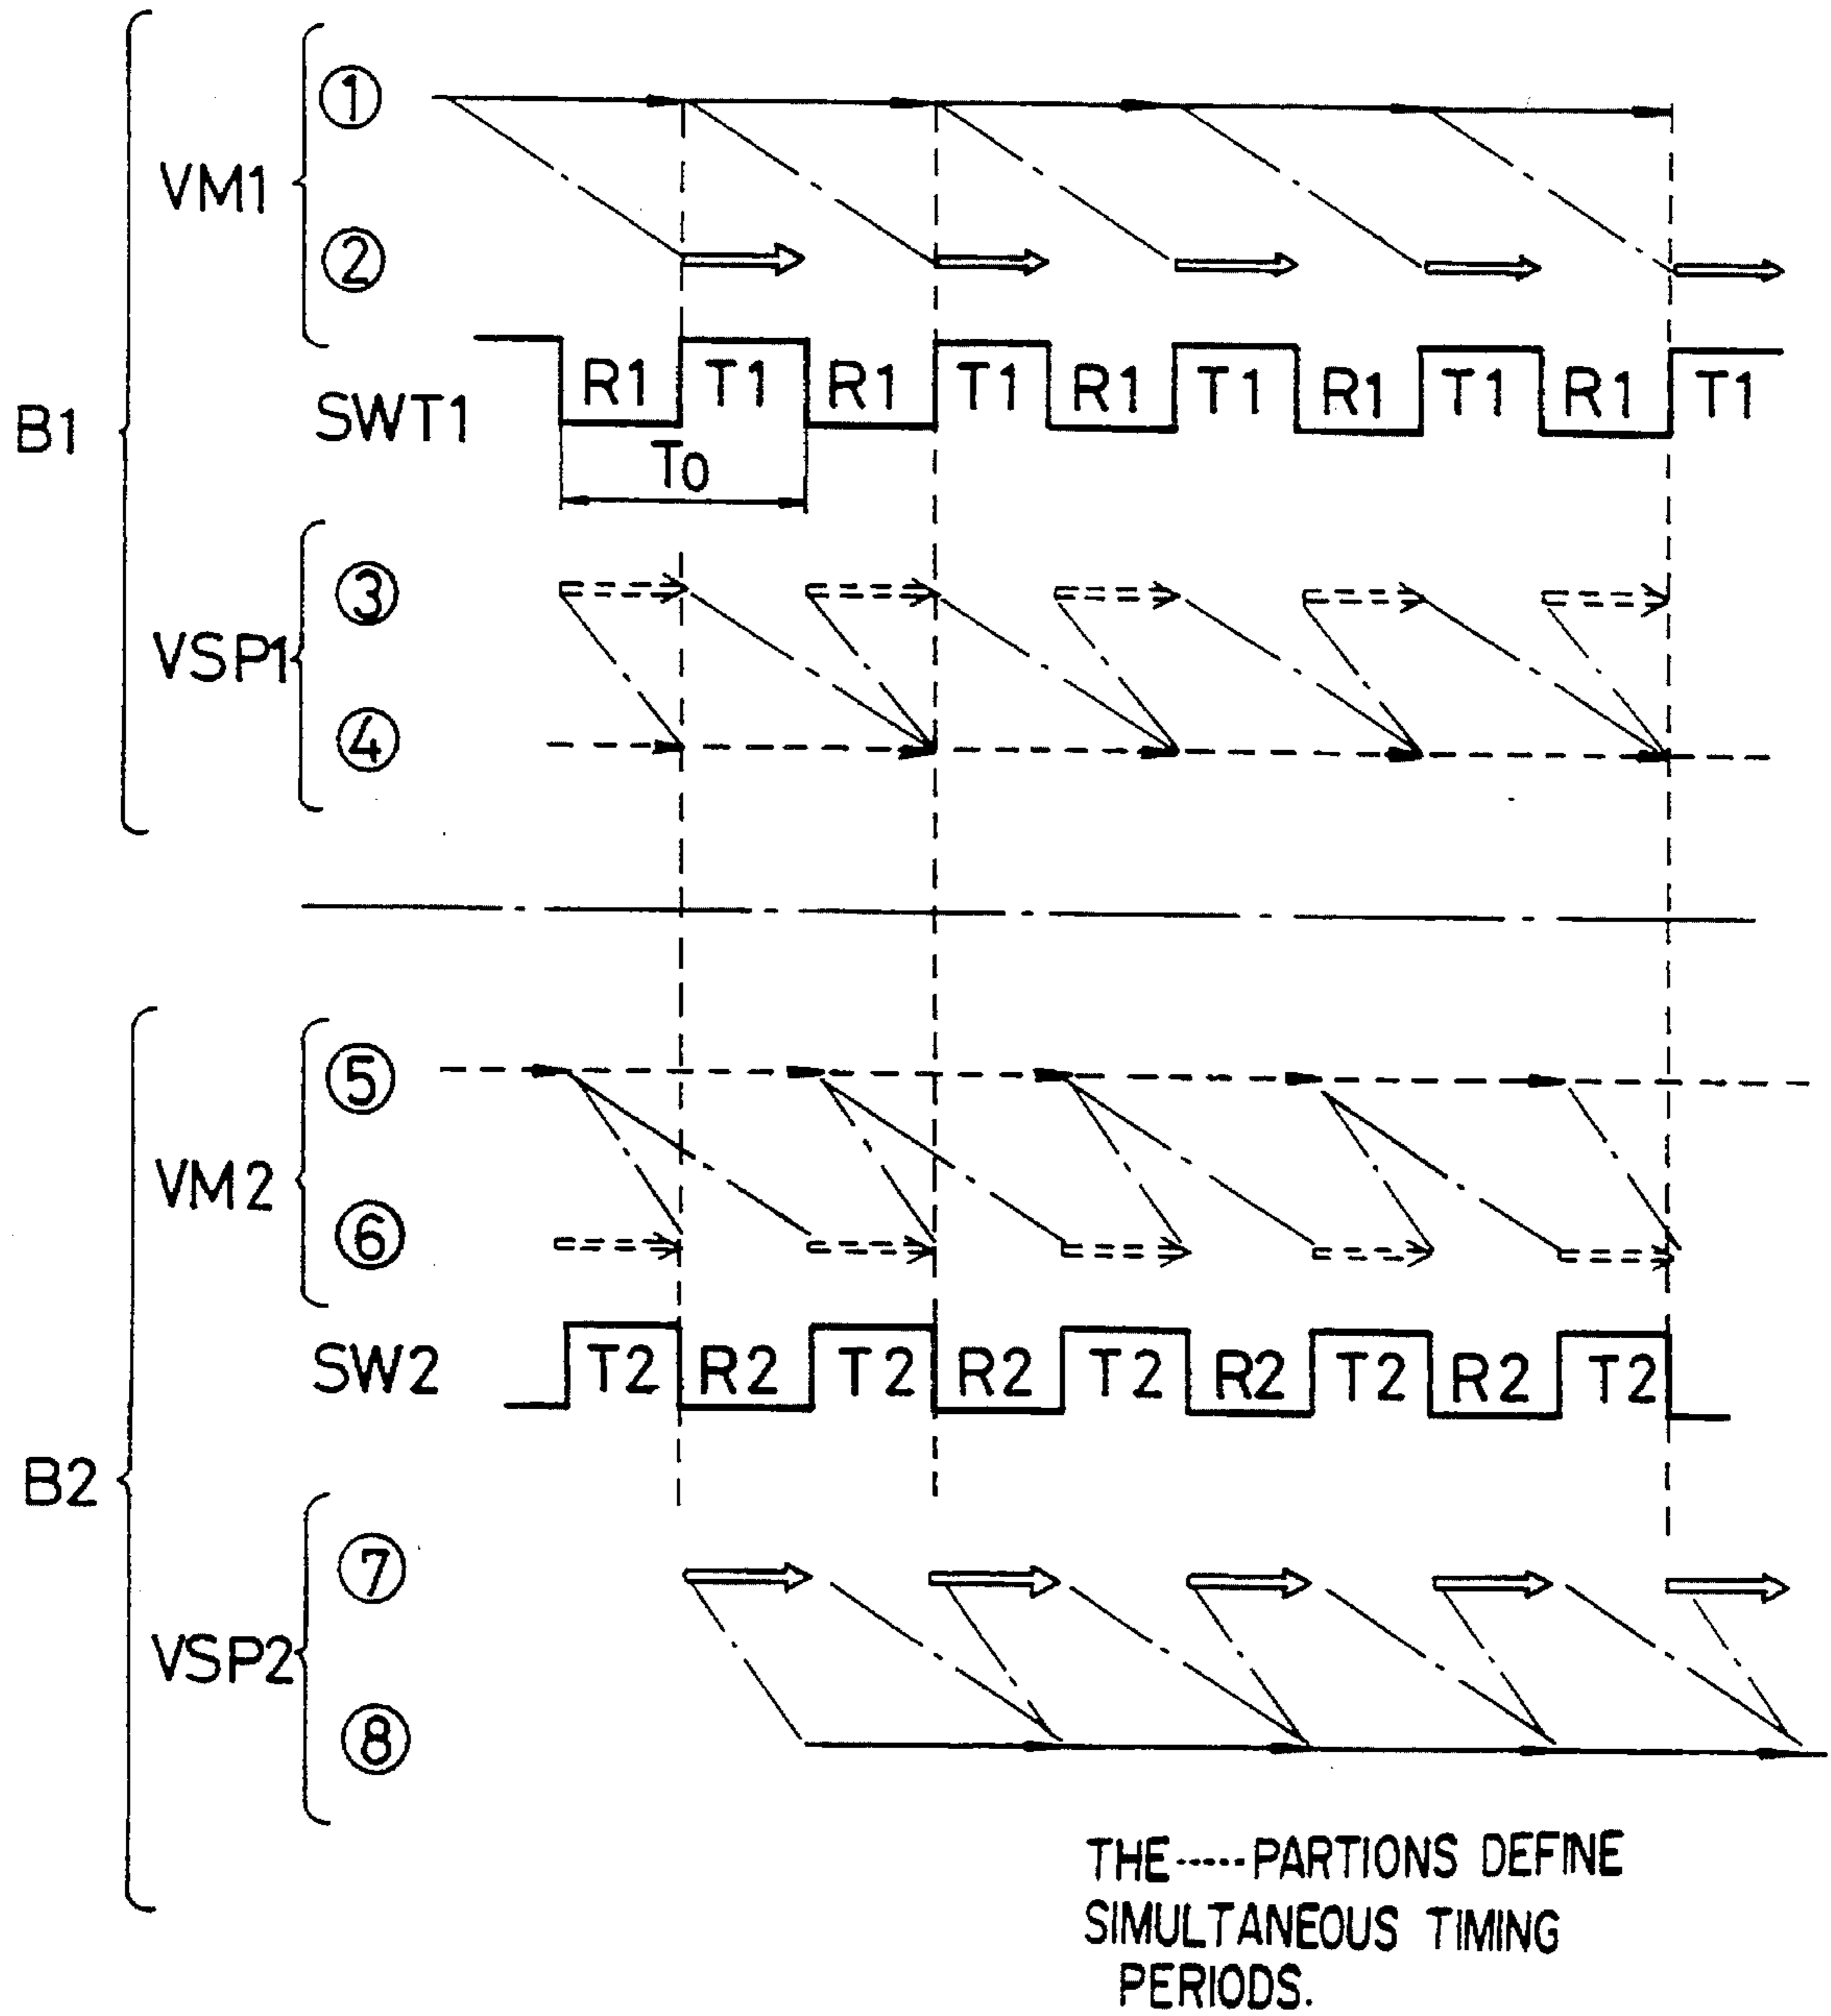 B1
VM1
①
②
SWT1
R1 T1 R1 T1 R1 T1 R1 T1 R1 T1
To
VSP1
③
④
B2
VM2
⑤
⑥
SW2
T2 R2 T2 R2 T2 R2 T2 R2 T2
VSP2
⑦
⑧
THE-----PARTIONS DEFINE
SIMULTANEOUS TIMING
PERIODS.